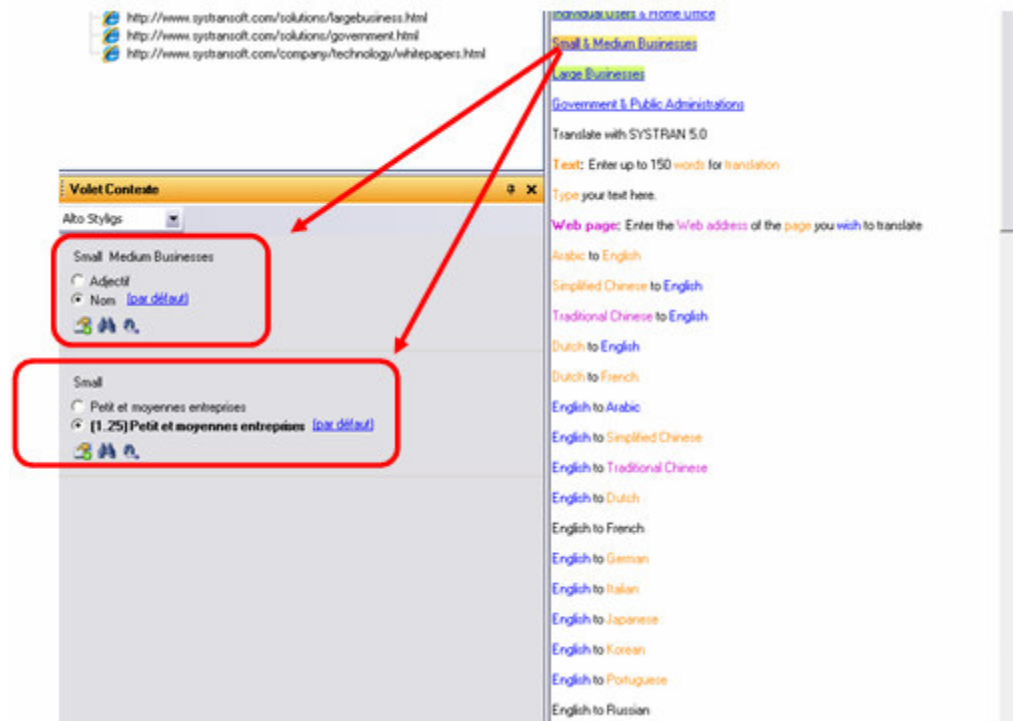 http://www.systransoft.com/solutions/largebusiness.html
http://www.systransoft.com/solutions/government.html
http://www.systransoft.com/company/technology/whitepapers.html
Volet Contexte
Alto Styligs
Small Medium Businesses
Adjectif
Nom (par défaut)
Small
Petit et moyennes entreprises
(1.25) Petit et moyennes entrepises (par défaut)
Individual Users & Home Office
Small & Medium Businesses
Large Businesses
Government & Public Administrations
Translate with SYSTRAN 5.0
Text: Enter up to 150 words for translation
Type your text here.
Web page: Enter the Web address of the page you wish to translate
Arabic to English
Simplified Chinese to English
Traditional Chinese to English
Dutch to English
Dutch to French
English to Arabic
English to Simplified Chinese
English to Traditional Chinese
English to Dutch
English to French
English to German
English to Italian
English to Japanese
English to Korean
English to Portuguese
English to Russian